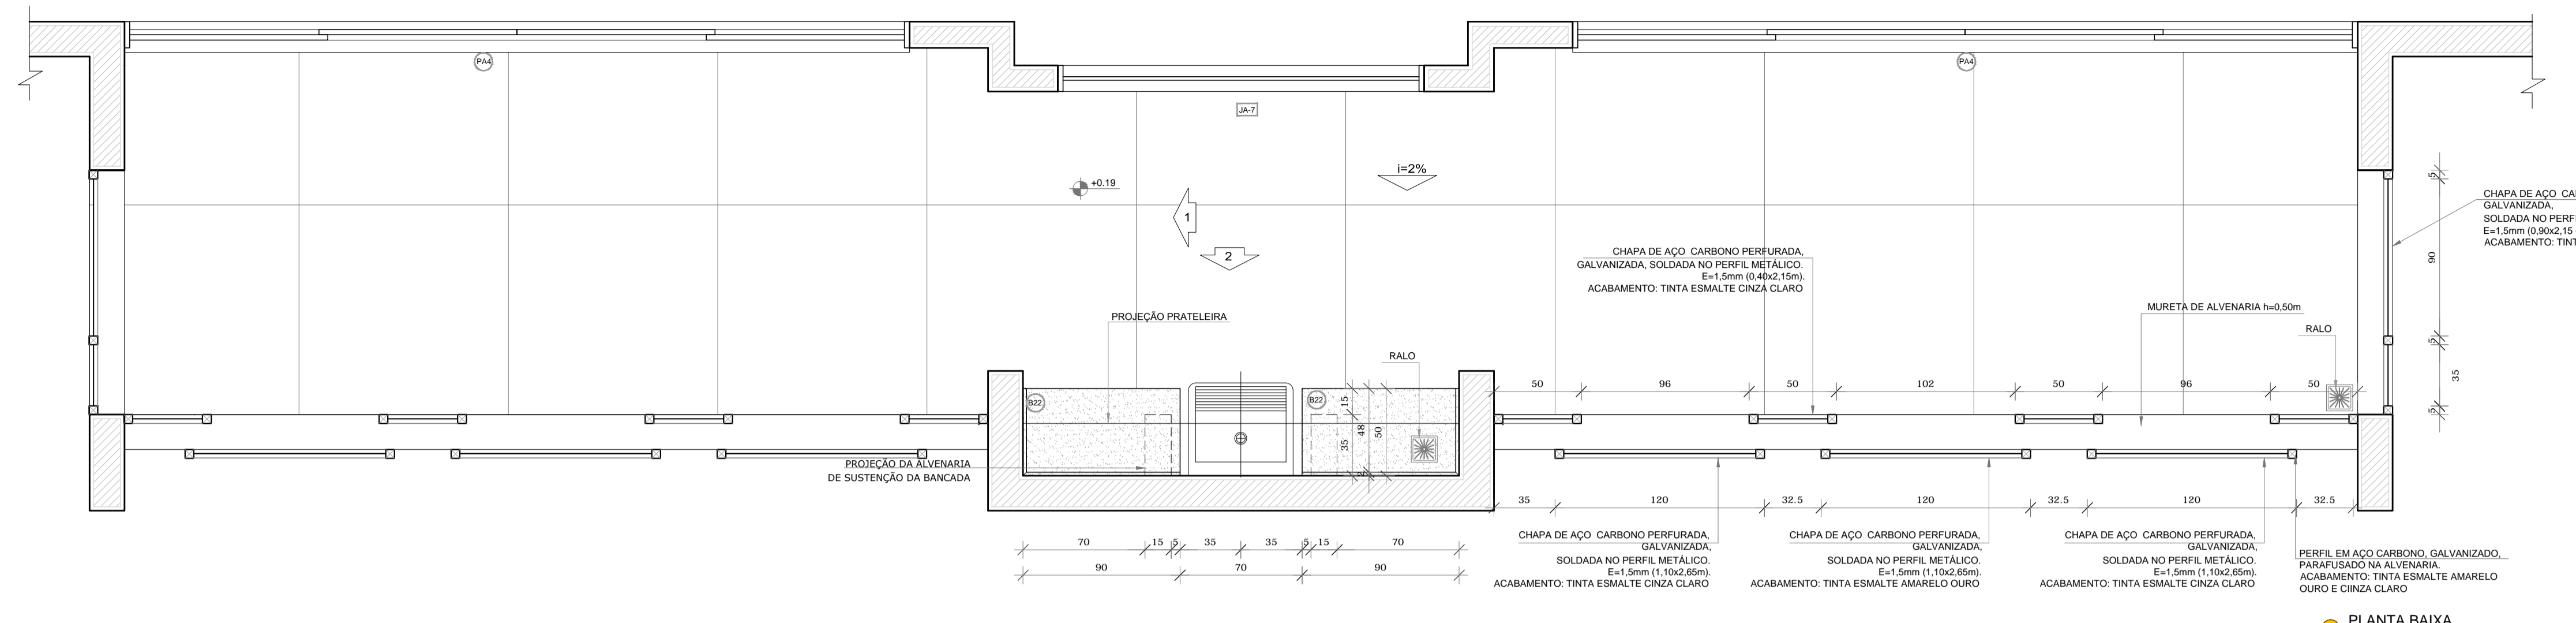 PA4
PA4
JA-7
+0.19
i=2%
1
2
CHAPA DE AÇO CARBONO PERFURADA,
GALVANIZADA, SOLDADA NO PERFIL METÁLICO.
E=1,5mm (0,40x2,15m).
ACABAMENTO: TINTA ESMALTE CINZA CLARO
CHAPA DE AÇO CA
GALVANIZADA,
SOLDADA NO PERF
E=1,5mm (0,90x2,15
ACABAMENTO: TINT
5
90
5
35
5
MURETA DE ALVENARIA h=0,50m
RALO
PROJEÇÃO PRATELEIRA
RALO
50 96 50 102 50 96 50
B22
B22
15
35
2
48
50
PROJEÇÃO DA ALVENARIA
DE SUSTENÇÃO DA BANCADA
35 120 32.5 120 32.5 120 32.5
70 15 5 35 35 5 15 70
90 70 90
CHAPA DE AÇO CARBONO PERFURADA,
GALVANIZADA,
SOLDADA NO PERFIL METÁLICO.
E=1,5mm (1,10x2,65m).
ACABAMENTO: TINTA ESMALTE CINZA CLARO
CHAPA DE AÇO CARBONO PERFURADA,
GALVANIZADA,
SOLDADA NO PERFIL METÁLICO.
E=1,5mm (1,10x2,65m).
ACABAMENTO: TINTA ESMALTE AMARELO OURO
CHAPA DE AÇO CARBONO PERFURADA,
GALVANIZADA,
SOLDADA NO PERFIL METÁLICO.
E=1,5mm (1,10x2,65m).
ACABAMENTO: TINTA ESMALTE CINZA CLARO
PERFIL EM AÇO CARBONO, GALVANIZADO,
PARAFUSADO NA ALVENARIA.
ACABAMENTO: TINTA ESMALTE AMARELO
OURO E CIINZA CLARO
PLANTA BAIXA